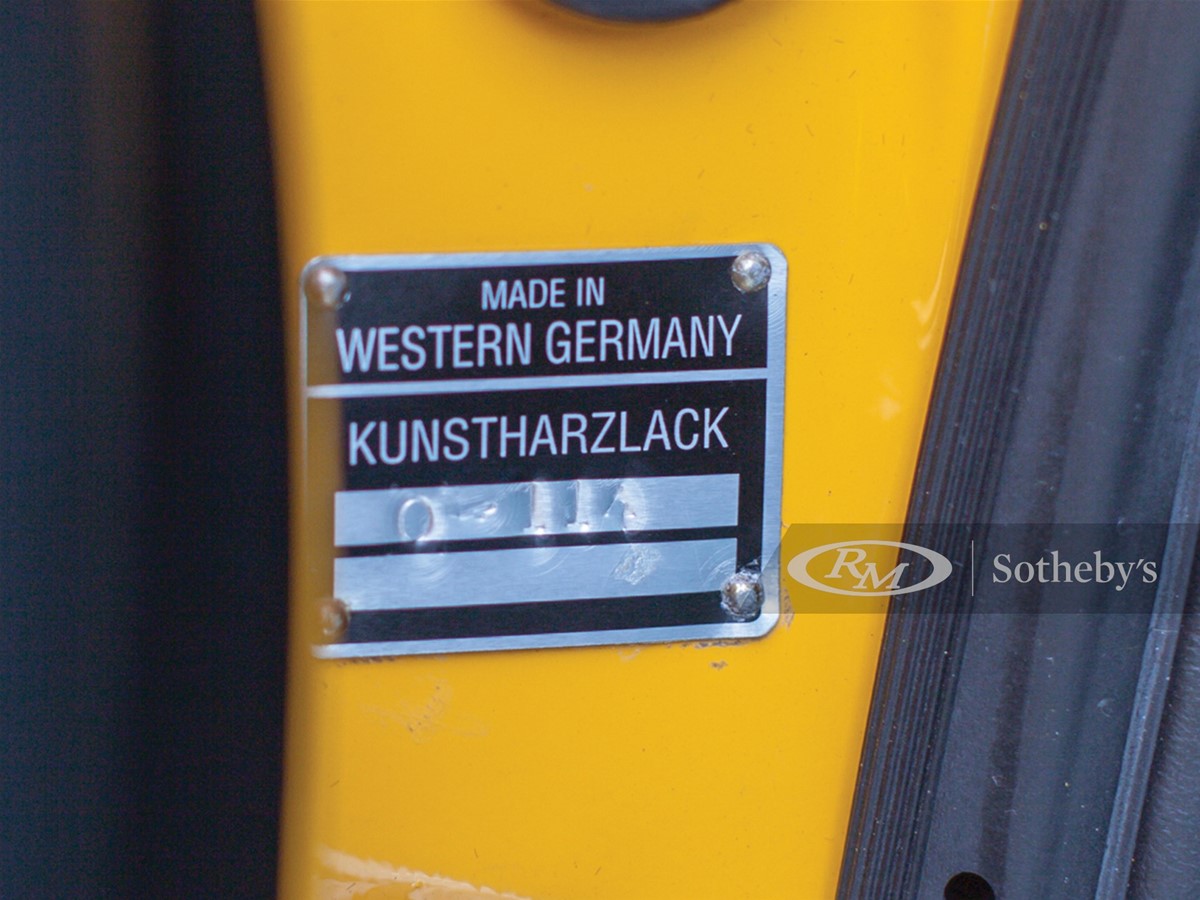 MADE IN
WESTERN GERMANY
KUNSTHARZLACK
RM Sotheby's